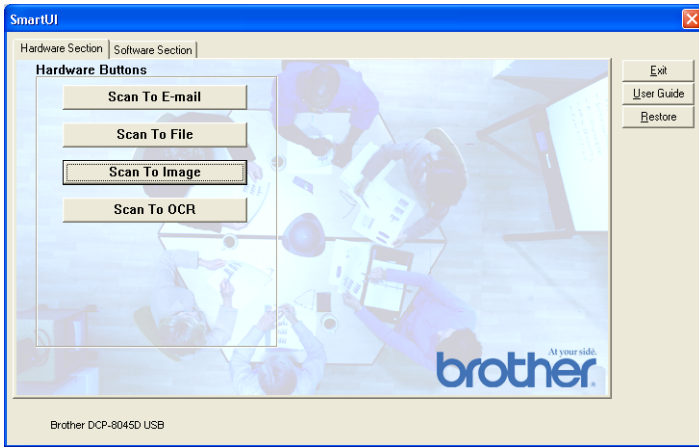 SmartUI
Hardware Section Software Section
Hardware Buttons
Scan To E-mail
Scan To File
Scan To Image
Scan To OCR
Exit
User Guide
Restore
At your side.
brother.
Brother DCP-8045D USB